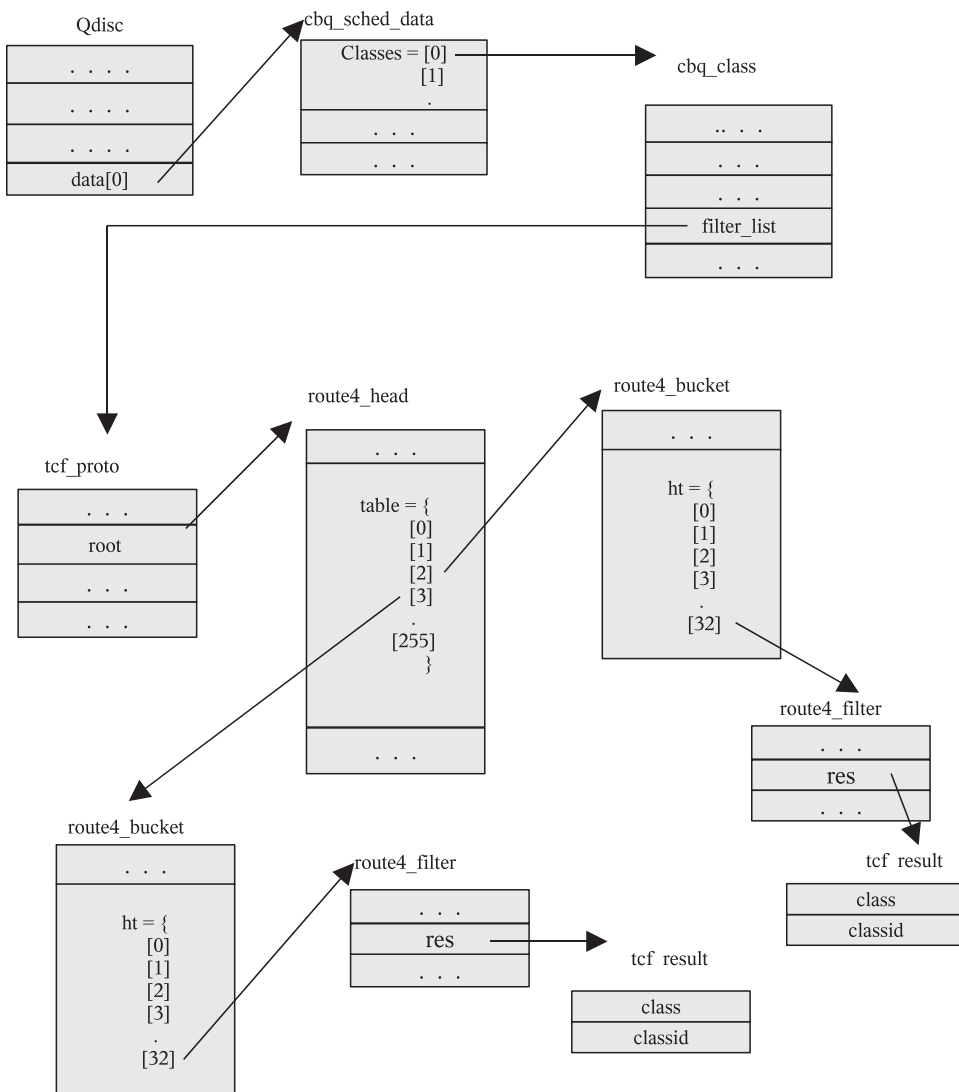 Qdisc
. . . .
. . . .
. . . .
data[0]
cbq_sched_data
Classes = [0]
[1]
.
. . .
. . .
cbq_class
.. . .
. . .
. . .
filter_list
. . .
tcf_proto
. . .
root
. . .
. . .
route4_head
. . .
table = {
[0]
[1]
[2]
[3]
.
[255]
}
. . .
route4_bucket
. . .
ht = {
[0]
[1]
[2]
[3]
.
[32]
route4_filter
. . .
res
. . .
tcf result
class
classid
route4_bucket
. . .
ht = {
[0]
[1]
[2]
[3]
.
[32]
route4_filter
. . .
res
. . .
tcf result
class
classid